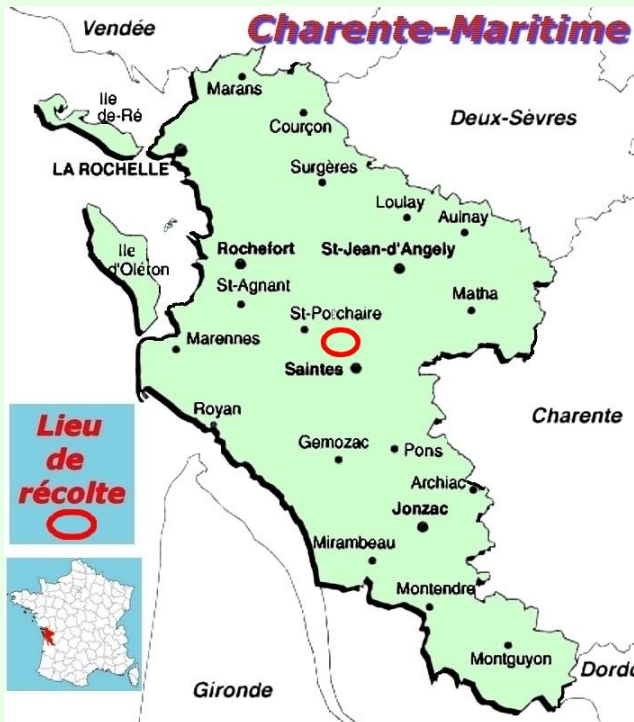 Charente-Maritime
Vendée
Marans
Ile
de-Ré
Courçon
Deux-Sèvres
LA ROCHELLE
Surgères
Loulay
Aulnay
Ile
d'Oléron
Rochefort
St-Jean-d'Angely
St-Agnant
Matha
St-Porchaire
Marennes
Saintes
Royan
Charente
Lieu
de
récolte
Gemozac
Pons
Archiac
Jonzac
Mirambeau
Montendre
Montguyon
Gironde
Dordo